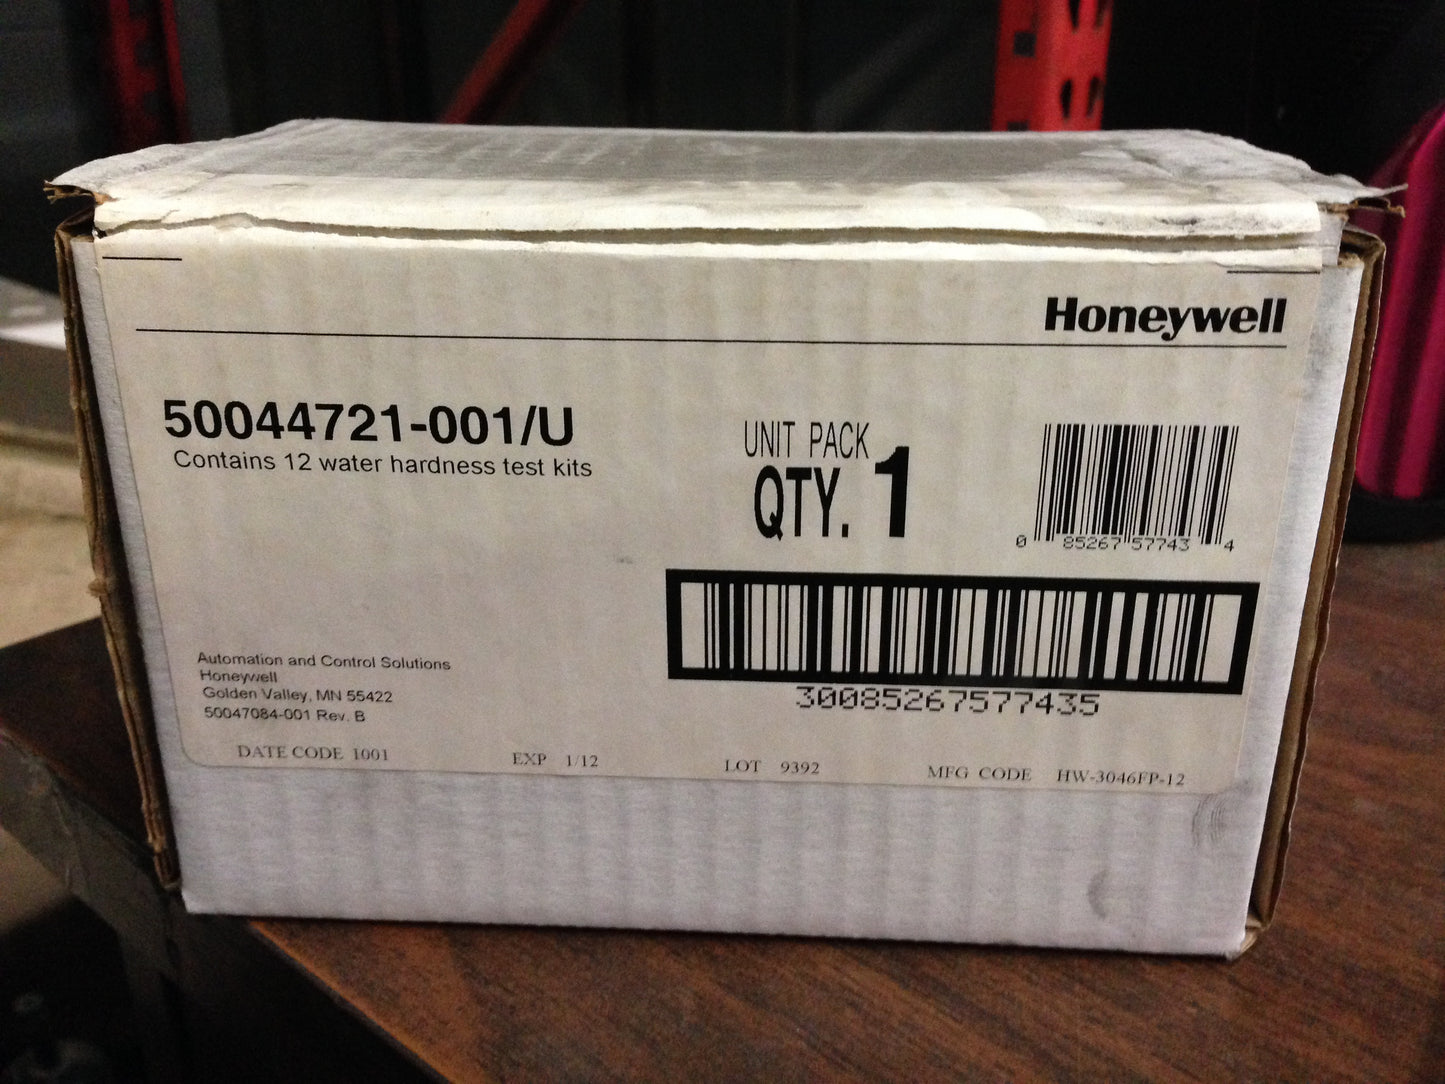 Honeywell
50044721-001/U
Contains 12 water hardness test kits
UNIT PACK
QTY. 1
0 85267 57743 4
30085267577435
Automation and Control Solutions
Honeywell
Golden Valley, MN 55422
50047084-001 Rev. B
DATE CODE 1001 EXP 1/12 LOT 9392 MFG CODE HW-3046FP-12